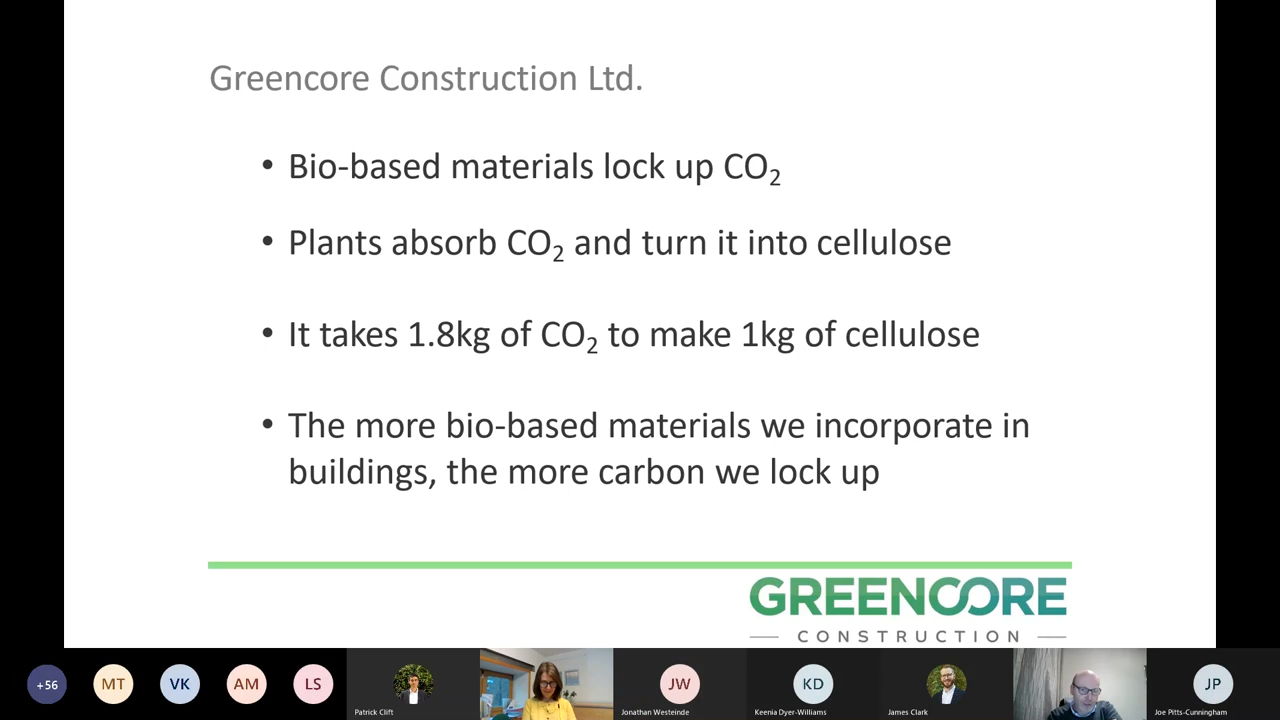 Greencore Construction Ltd.
• Bio-based materials lock up CO₂
• Plants absorb CO₂ and turn it into cellulose
• It takes 1.8kg of CO₂ to make 1kg of cellulose
• The more bio-based materials we incorporate in
buildings, the more carbon we lock up
GREENCORE
CONSTRUCTION
+56 MT VK AM LS JW KD JP
Patrick Clift Jonathan Westeinde Keenia Dyer-Williams James Clark Joe Pitts-Cunningham